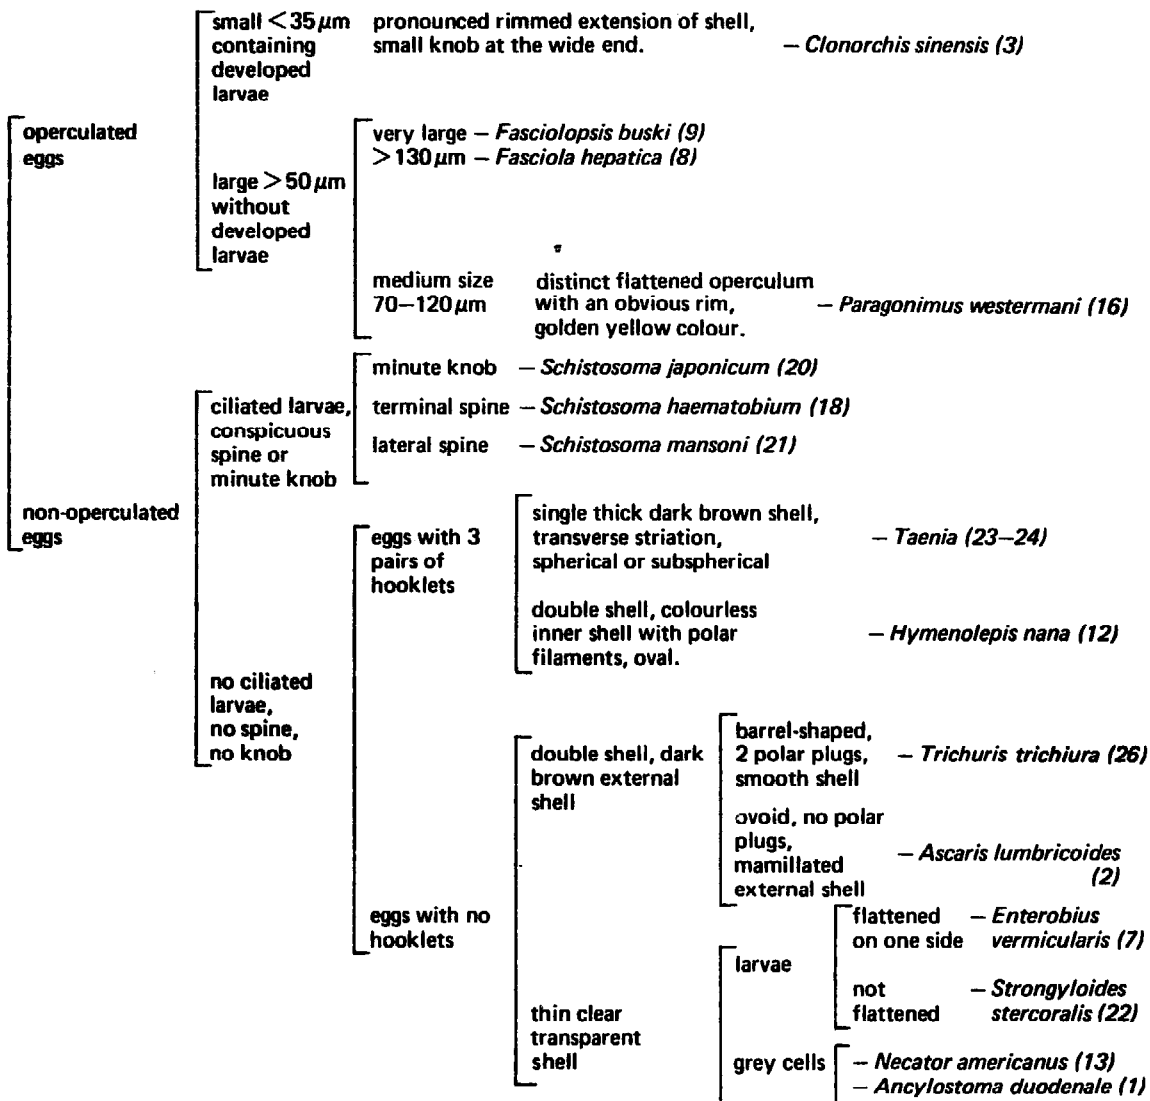 small <35 μm
containing
developed
larvae
pronounced rimmed extension of shell,
small knob at the wide end.
— Clonorchis sinensis (3)
operculated
eggs
large >50 μm
without
developed
larvae
very large — Fasciolopsis buski (9)
>130 μm — Fasciola hepatica (8)
medium size
70–120 μm
distinct flattened operculum
with an obvious rim,
golden yellow colour.
— Paragonimus westermani (16)
non-operculated
eggs
ciliated larvae,
conspicuous
spine or
minute knob
minute knob — Schistosoma japonicum (20)
terminal spine — Schistosoma haematobium (18)
lateral spine — Schistosoma mansoni (21)
no ciliated
larvae,
no spine,
no knob
eggs with 3
pairs of
hooklets
single thick dark brown shell,
transverse striation,
spherical or subspherical
— Taenia (23–24)
double shell, colourless
inner shell with polar
filaments, oval.
— Hymenolepis nana (12)
eggs with no
hooklets
double shell, dark
brown external
shell
barrel-shaped,
2 polar plugs,
smooth shell
— Trichuris trichiura (26)
ovoid, no polar
plugs,
mamillated
external shell
— Ascaris lumbricoides
(2)
thin clear
transparent
shell
larvae
flattened
on one side
— Enterobius
vermicularis (7)
not
flattened
— Strongyloides
stercoralis (22)
grey cells
— Necator americanus (13)
— Ancylostoma duodenale (1)